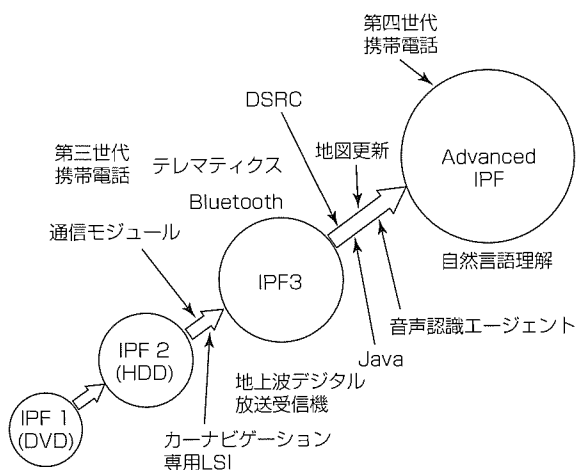 第四世代
携帯電話
DSRC
地図更新
Advanced
IPF
第三世代
携帯電話
テレマティクス
Bluetooth
通信モジュール
IPF3
自然言語理解
音声認識エージェント
Java
IPF 2
(HDD)
地上波デジタル
放送受信機
IPF 1
(DVD)
カーナビゲーション
専用LSI